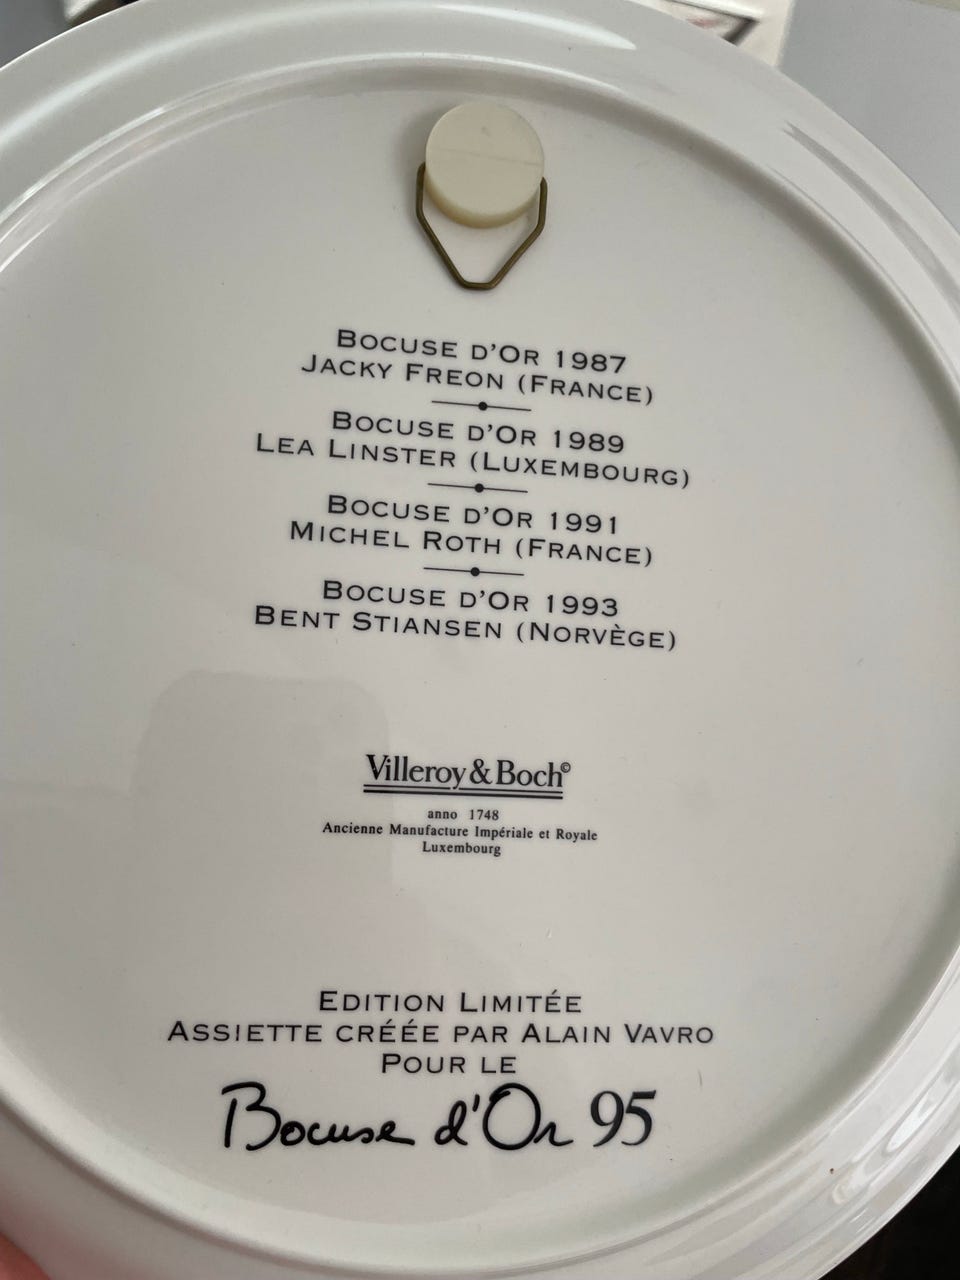 BOCUSE D'OR 1987
JACKY FREON (FRANCE)
BOCUSE D'OR 1989
LEA LINSTER (LUXEMBOURG)
BOCUSE D'OR 1991
MICHEL ROTH (FRANCE)
BOCUSE D'OR 1993
BENT STIANSEN (NORVÈGE)
Villeroy & Boch©
anno 1748
Ancienne Manufacture Impériale et Royale
Luxembourg
EDITION LIMITÉE
ASSIETTE CRÉÉE PAR ALAIN VAVRO
POUR LE
Bocuse d'Or 95